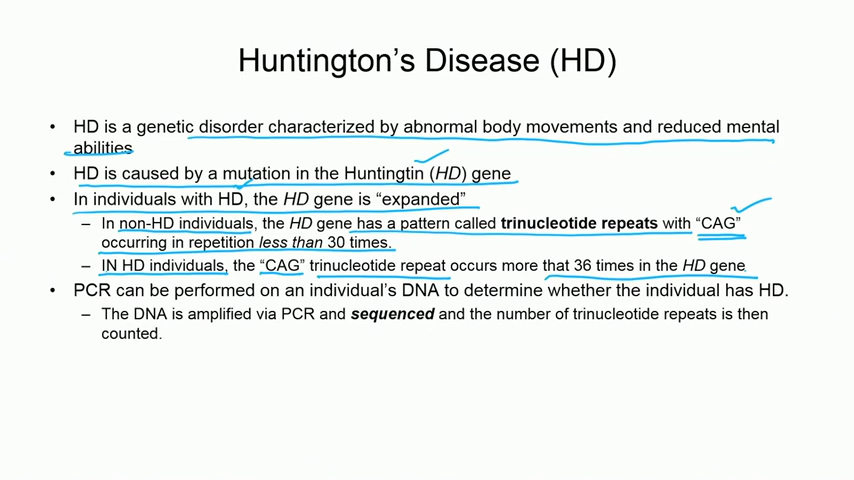 Huntington’s Disease (HD)
• HD is a genetic disorder characterized by abnormal body movements and reduced mental
abilities
• HD is caused by a mutation in the Huntingtin (HD) gene
• In individuals with HD, the HD gene is “expanded”
– In non-HD individuals, the HD gene has a pattern called trinucleotide repeats with “CAG”
occurring in repetition less than 30 times.
– IN HD individuals, the “CAG” trinucleotide repeat occurs more that 36 times in the HD gene
• PCR can be performed on an individual’s DNA to determine whether the individual has HD.
– The DNA is amplified via PCR and sequenced and the number of trinucleotide repeats is then
counted.